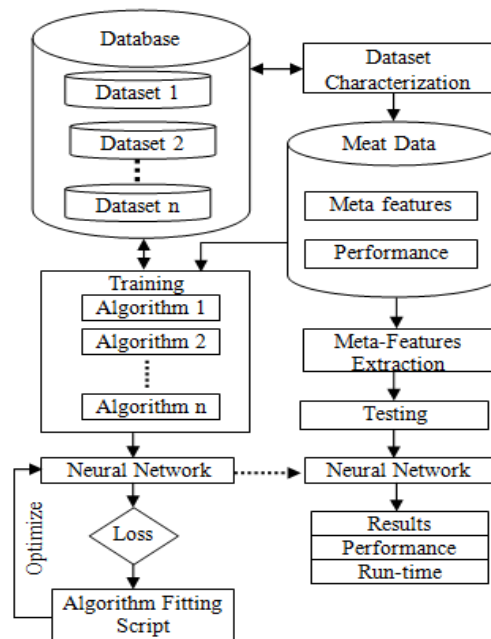 Database
Dataset 1
Dataset 2
Dataset n
Dataset
Characterization
Meat Data
Meta features
Performance
Training
Algorithm 1
Algorithm 2
Algorithm n
Meta-Features
Extraction
Testing
Neural Network
Neural Network
Optimize
Loss
Algorithm Fitting
Script
Results
Performance
Run-time